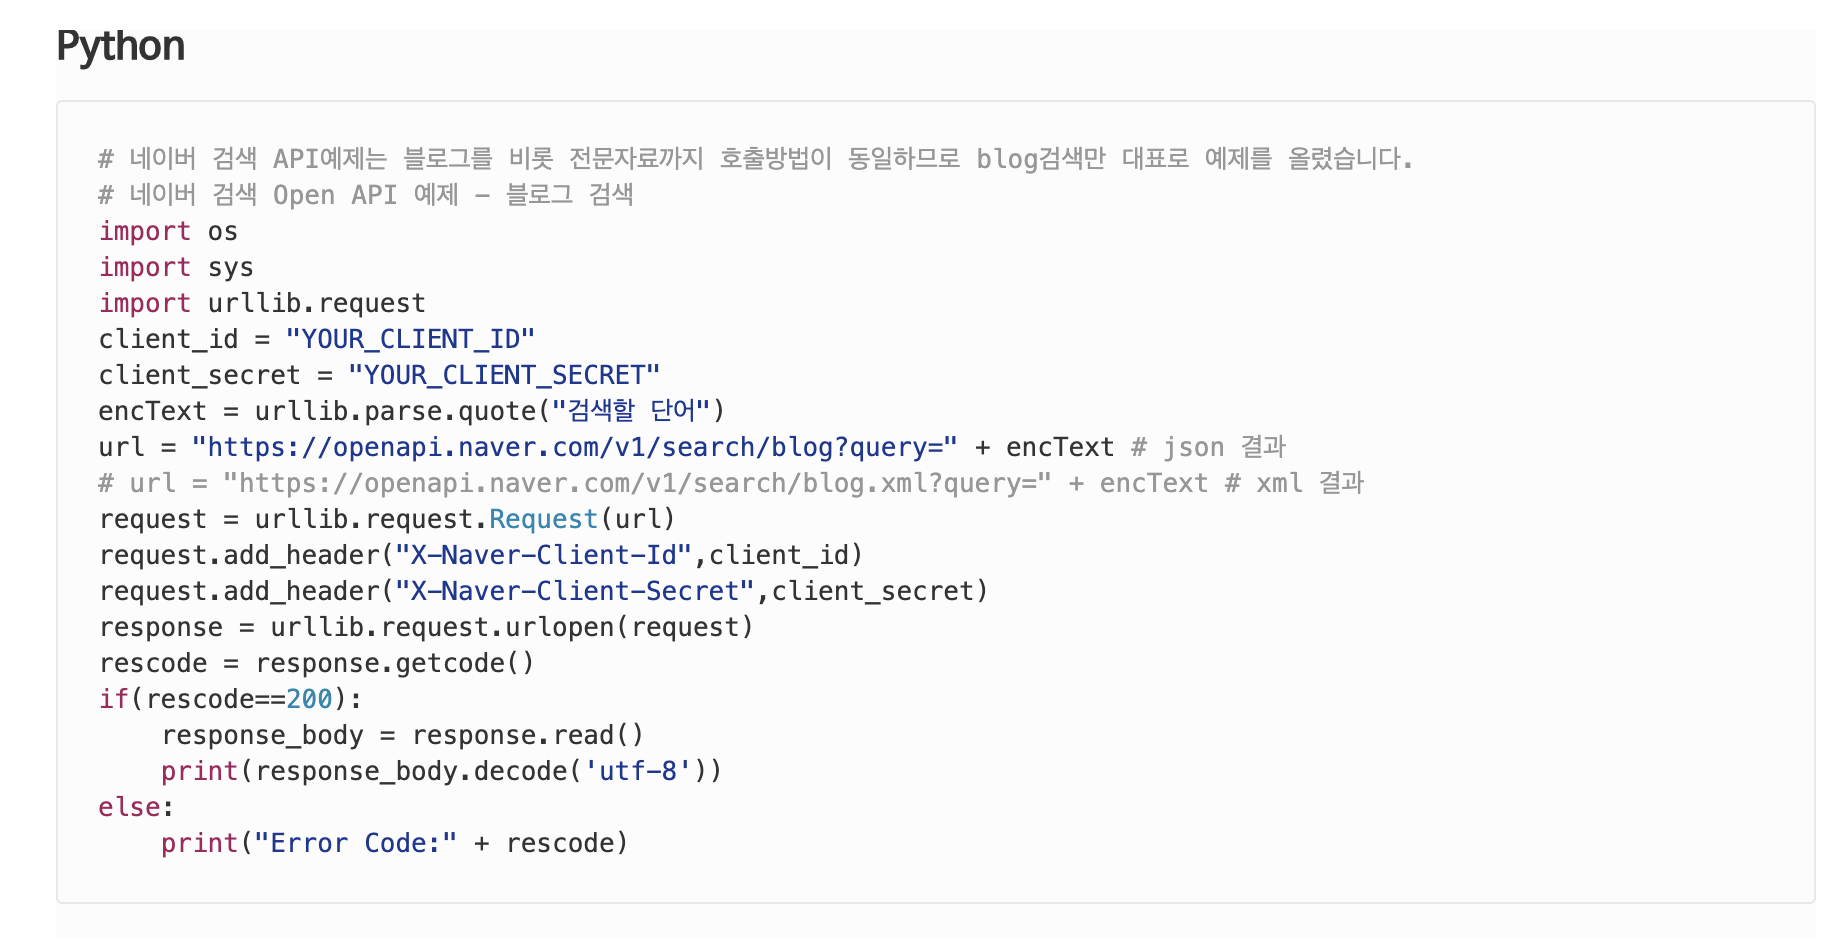 Python
# 네이버 검색 API예제는 블로그를 비롯 전문자료까지 호출방법이 동일하므로 blog검색만 대표로 예제를 올렸습니다.
# 네이버 검색 Open API 예제 - 블로그 검색
import os
import sys
import urllib.request
client_id = "YOUR_CLIENT_ID"
client_secret = "YOUR_CLIENT_SECRET"
encText = urllib.parse.quote("검색할 단어")
url = "https://openapi.naver.com/v1/search/blog?query=" + encText # json 결과
# url = "https://openapi.naver.com/v1/search/blog.xml?query=" + encText # xml 결과
request = urllib.request.Request(url)
request.add_header("X-Naver-Client-Id",client_id)
request.add_header("X-Naver-Client-Secret",client_secret)
response = urllib.request.urlopen(request)
rescode = response.getcode()
if(rescode==200):
    response_body = response.read()
    print(response_body.decode('utf-8'))
else:
    print("Error Code:" + rescode)